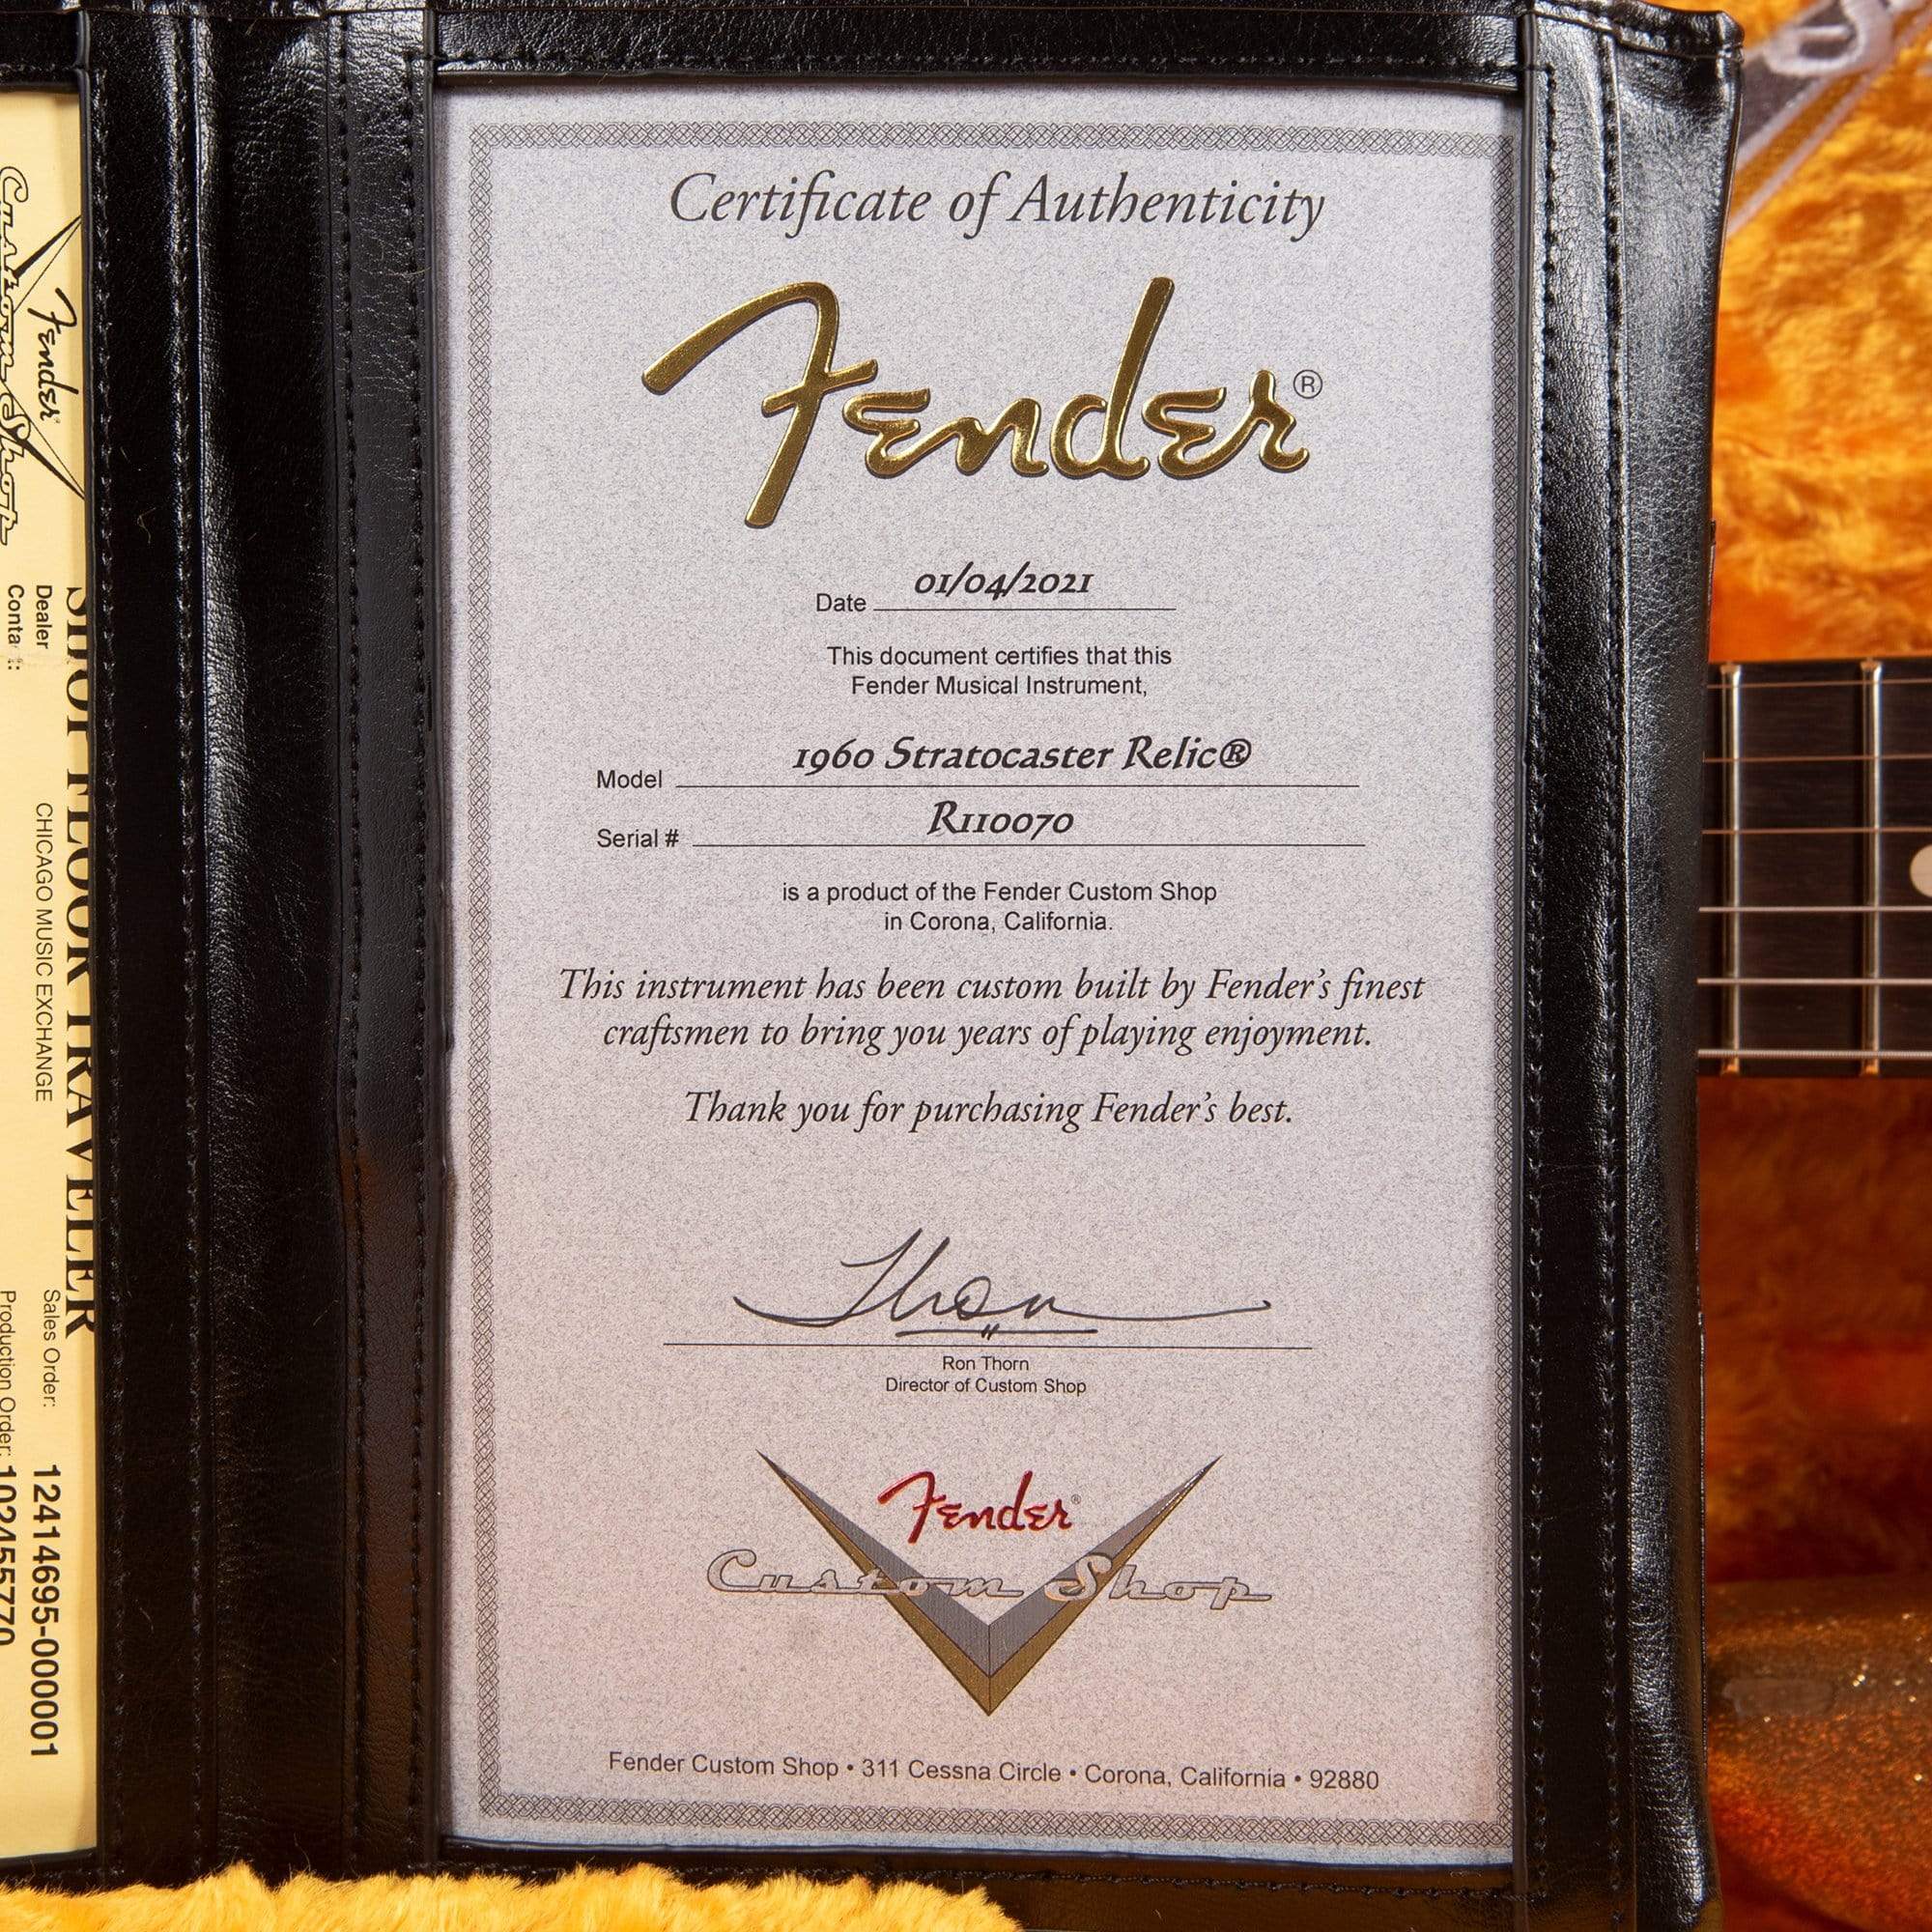 Custom Shop
Fender
SHOP FLOOR TRAVELER
Dealer
CHICAGO MUSIC EXCHANGE
Sales Order:
12414695-000001
Production Order:
Certificate of Authenticity
Fender®
Date 01/04/2021
This document certifies that this
Fender Musical Instrument,
Model 1960 Stratocaster Relic®
Serial # R110070
is a product of the Fender Custom Shop
in Corona, California.
This instrument has been custom built by Fender's finest
craftsmen to bring you years of playing enjoyment.
Thank you for purchasing Fender's best.
Thorn
Ron Thorn
Director of Custom Shop
Fender®
Custom Shop
Fender Custom Shop • 311 Cessna Circle • Corona, California • 92880